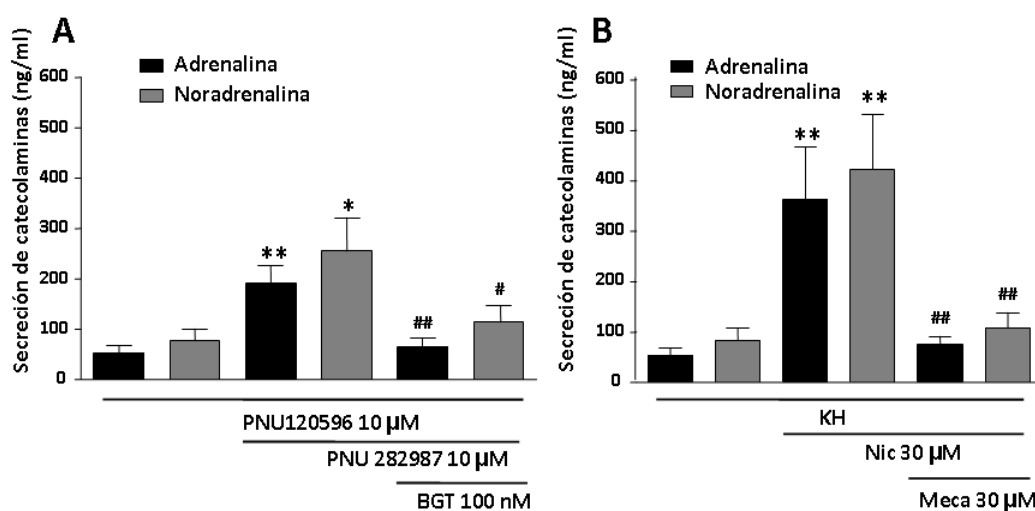 A
Secreción de catecolaminas (ng/ml)
600
500
400
300
200
100
0
Adrenalina
Noradrenalina
**
*
##
#
PNU120596 10 µM
PNU 282987 10 µM
BGT 100 nM
B
Secreción de catecolaminas (ng/ml)
600
500
400
300
200
100
0
Adrenalina
Noradrenalina
**
**
##
##
KH
Nic 30 µM
Meca 30 µM